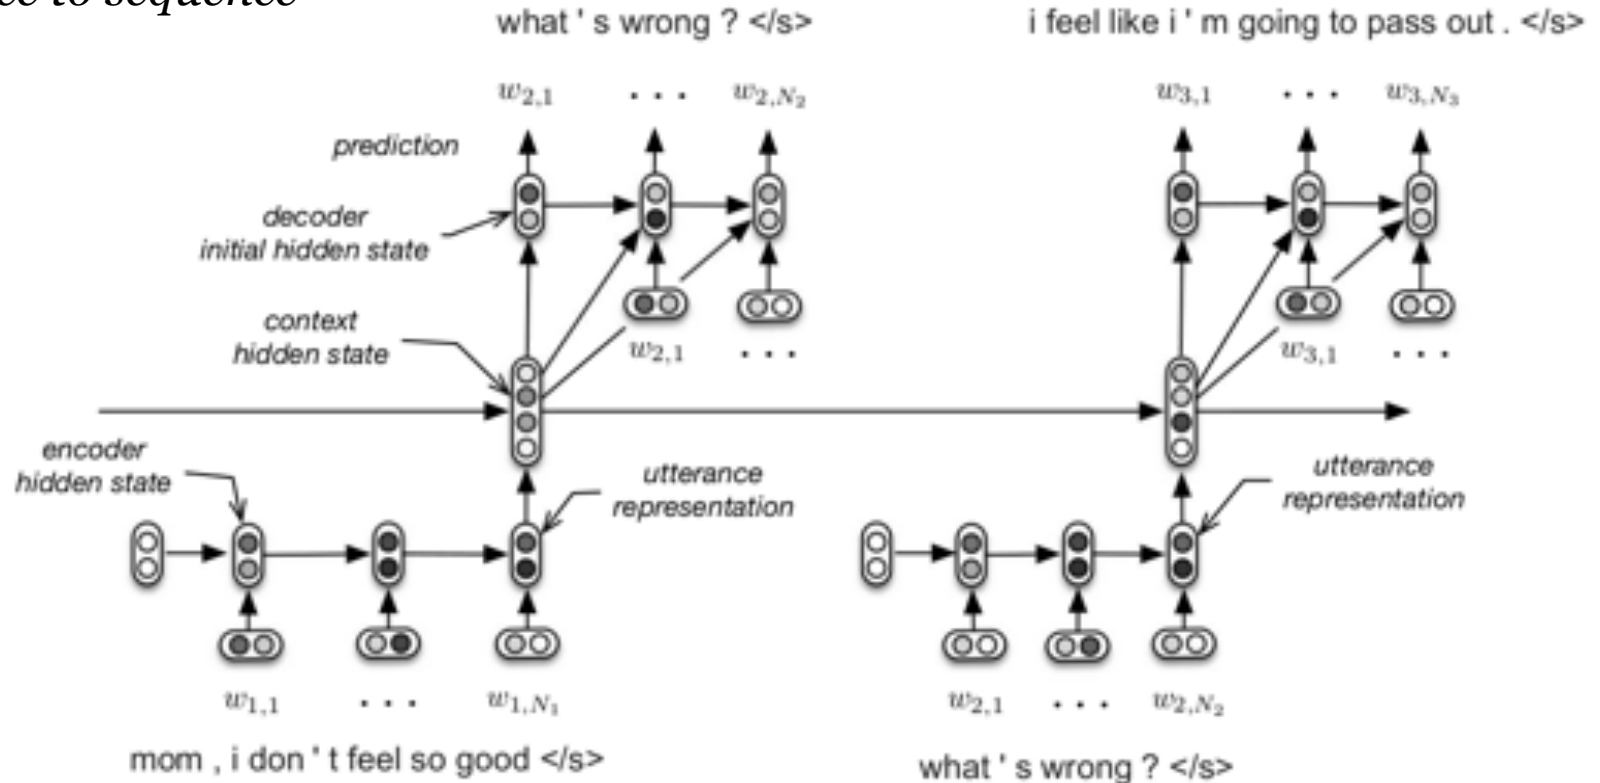 to sequence
what ' s wrong ? </s>
i feel like i ' m going to pass out . </s>
w2,1 . . . w2,N2
w3,1 . . . w3,N3
prediction
decoder
initial hidden state
context
hidden state
w2,1 . . .
w3,1 . . .
encoder
hidden state
utterance
representation
utterance
representation
w1,1 . . . w1,N1
w2,1 . . . w2,N2
mom , i don ' t feel so good </s>
what ' s wrong ? </s>